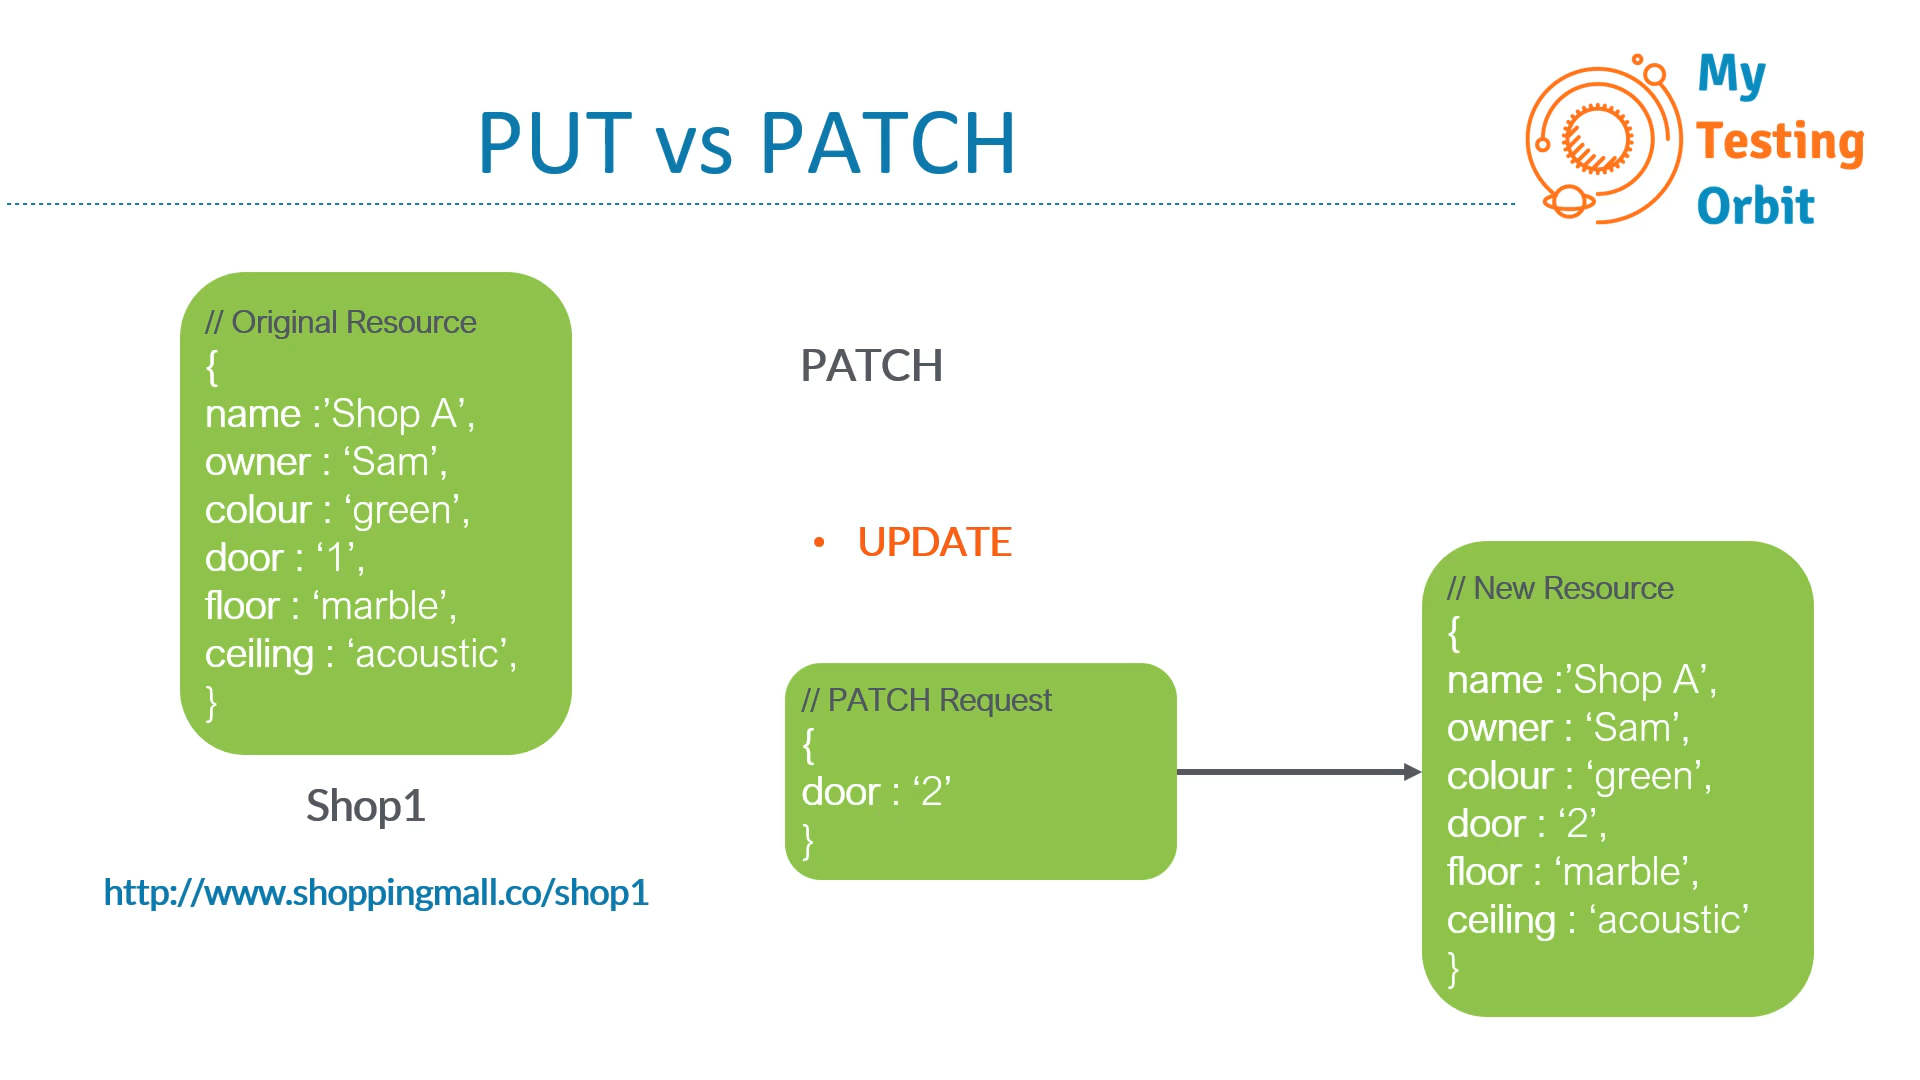 PUT vs PATCH
My
Testing
Orbit
// Original Resource
{
name :’Shop A’,
owner : ‘Sam’,
colour : ‘green’,
door : ‘1’,
floor : ‘marble’,
ceiling : ‘acoustic’,
}
Shop1
http://www.shoppingmall.co/shop1
PATCH
• UPDATE
// PATCH Request
{
door : ‘2’
}
// New Resource
{
name :’Shop A’,
owner : ‘Sam’,
colour : ‘green’,
door : ‘2’,
floor : ‘marble’,
ceiling : ‘acoustic’
}